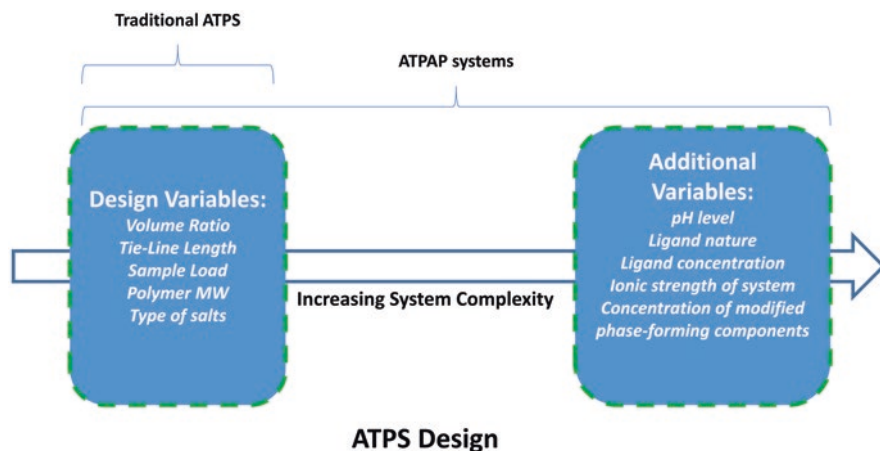 Traditional ATPS
ATPAP systems
Design Variables:
Volume Ratio
Tie-Line Length
Sample Load
Polymer MW
Type of salts
Increasing System Complexity
Additional
Variables:
pH level
Ligand nature
Ligand concentration
Ionic strength of system
Concentration of modified
phase-forming components
ATPS Design